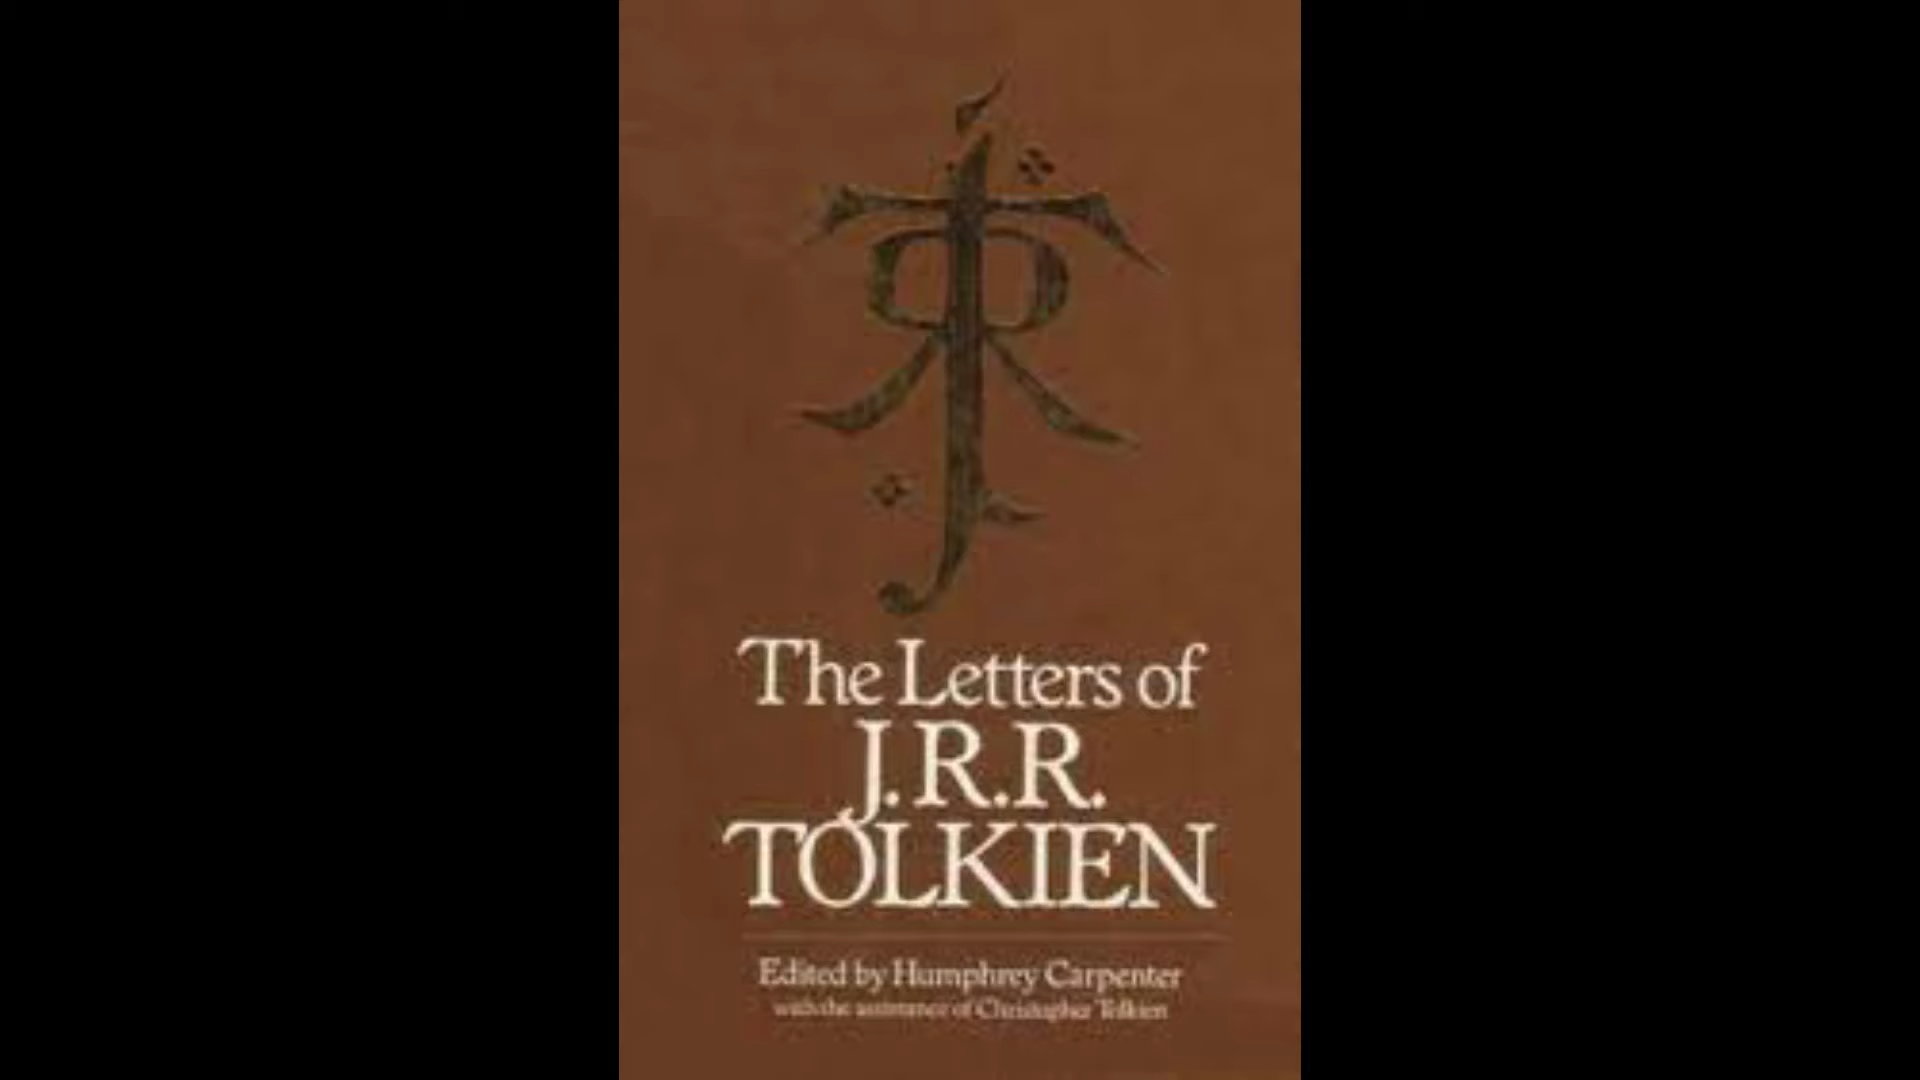 The Letters of
J.R.R.
TOLKIEN
Edited by Humphrey Carpenter
with the assistance of Christopher Tolkien